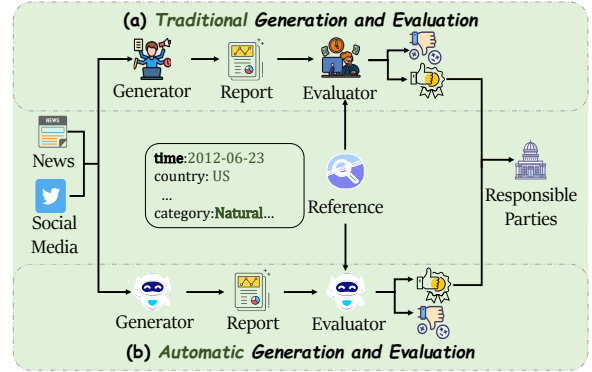 (a) Traditional Generation and Evaluation
Generator
Report
Evaluator
NEWS
News
Social
Media
time:2012-06-23
country: US
...
category:Natural...
Reference
Responsible
Parties
Generator
Report
Evaluator
(b) Automatic Generation and Evaluation